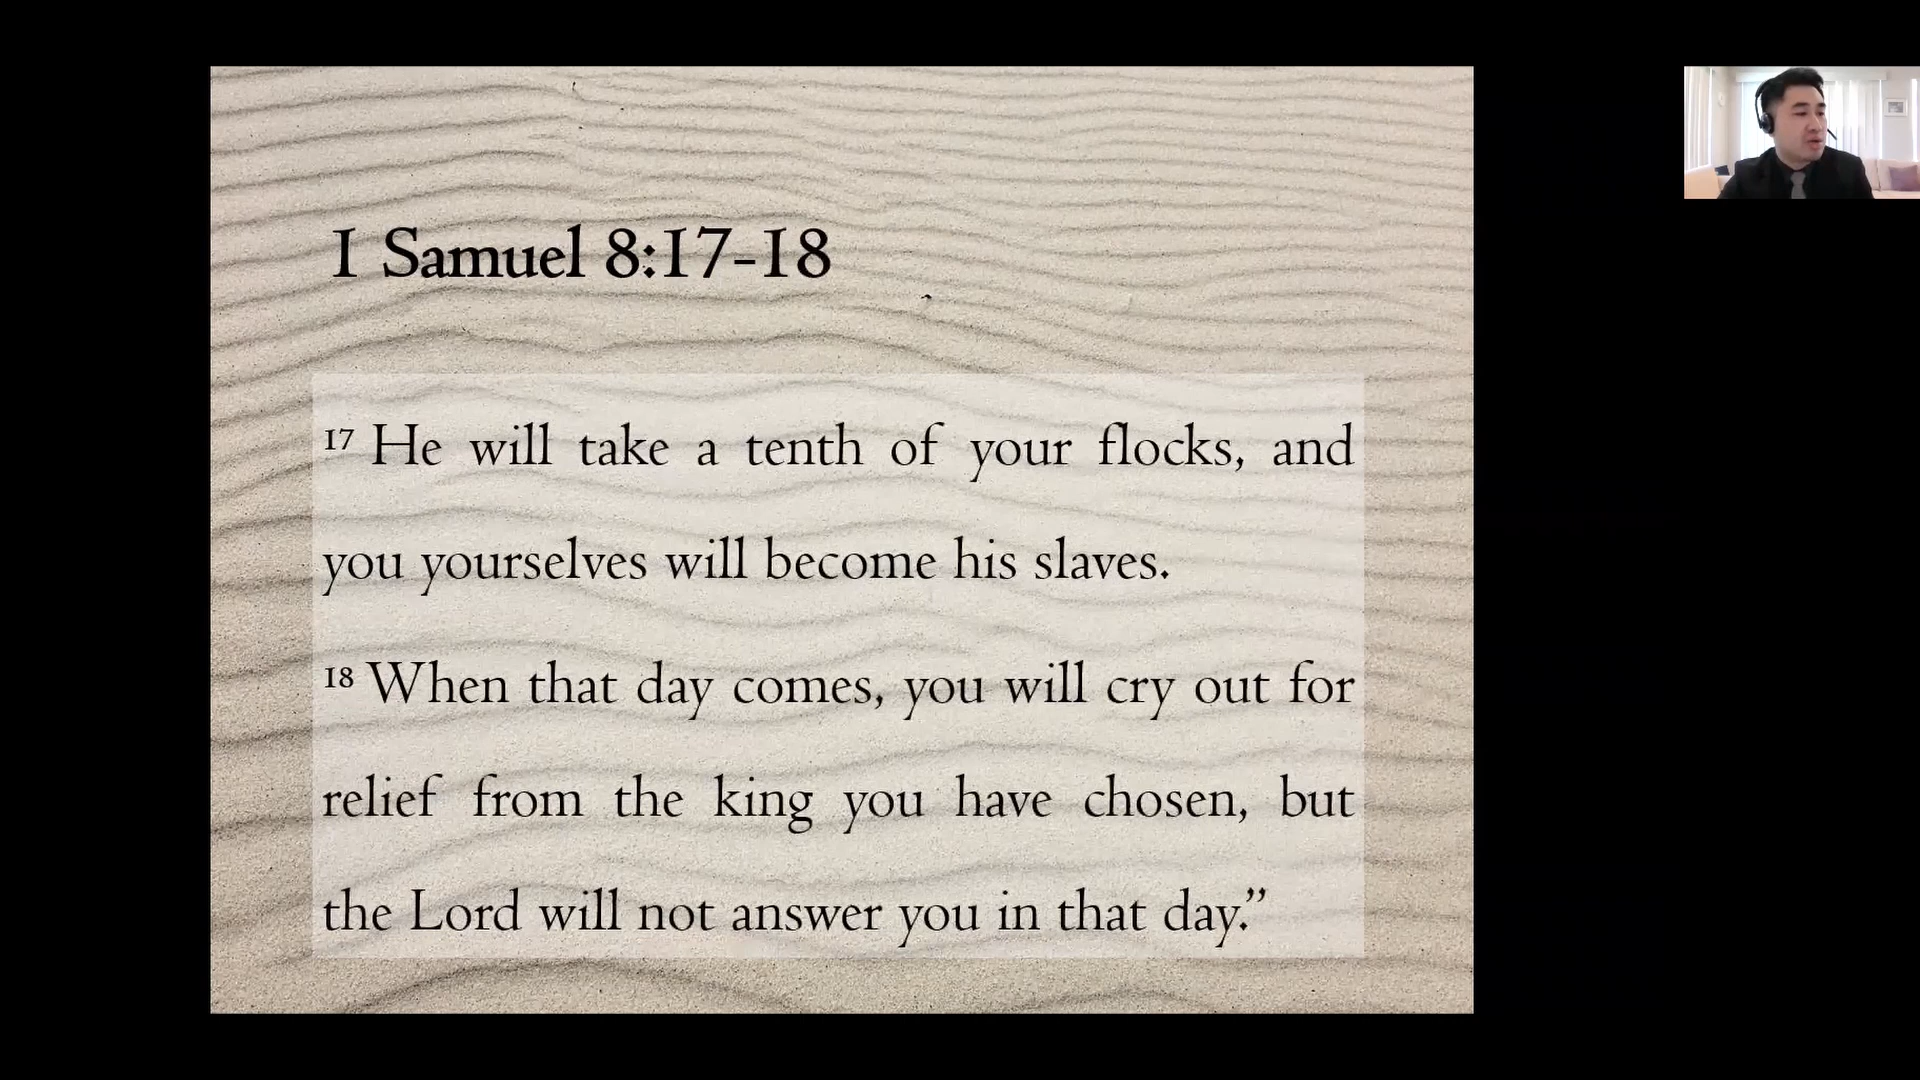 1 Samuel 8:17-18
17 He will take a tenth of your flocks, and
you yourselves will become his slaves.
18 When that day comes, you will cry out for
relief from the king you have chosen, but
the Lord will not answer you in that day.”